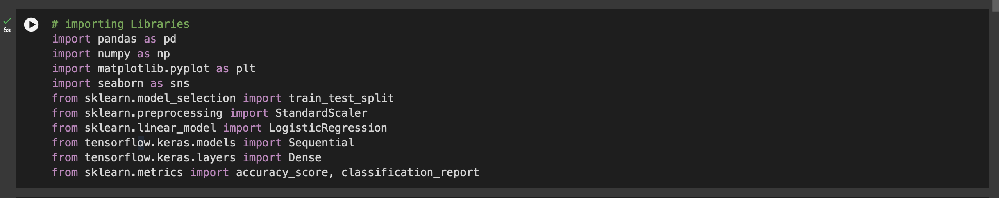 # importing Libraries
import pandas as pd
import numpy as np
import matplotlib.pyplot as plt
import seaborn as sns
from sklearn.model_selection import train_test_split
from sklearn.preprocessing import StandardScaler
from sklearn.linear_model import LogisticRegression
from tensorflow.keras.models import Sequential
from tensorflow.keras.layers import Dense
from sklearn.metrics import accuracy_score, classification_report
6s